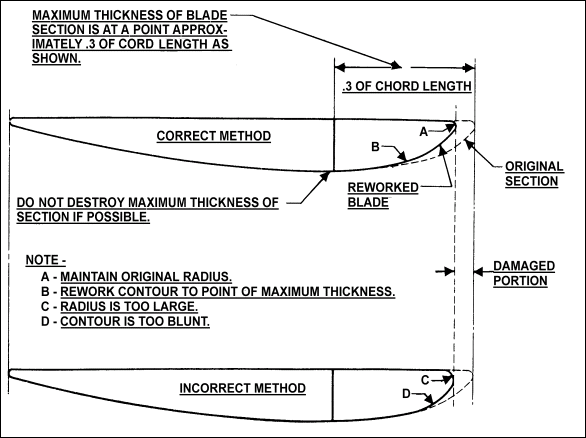 MAXIMUM THICKNESS OF BLADE
SECTION IS AT A POINT APPROX-
IMATELY .3 OF CORD LENGTH AS
SHOWN.
.3 OF CHORD LENGTH
CORRECT METHOD
A
B
ORIGINAL
SECTION
REWORKED
BLADE
DO NOT DESTROY MAXIMUM THICKNESS OF
SECTION IF POSSIBLE.
NOTE -
A - MAINTAIN ORIGINAL RADIUS.
B - REWORK CONTOUR TO POINT OF MAXIMUM THICKNESS.
C - RADIUS IS TOO LARGE.
D - CONTOUR IS TOO BLUNT.
DAMAGED
PORTION
INCORRECT METHOD
C
D